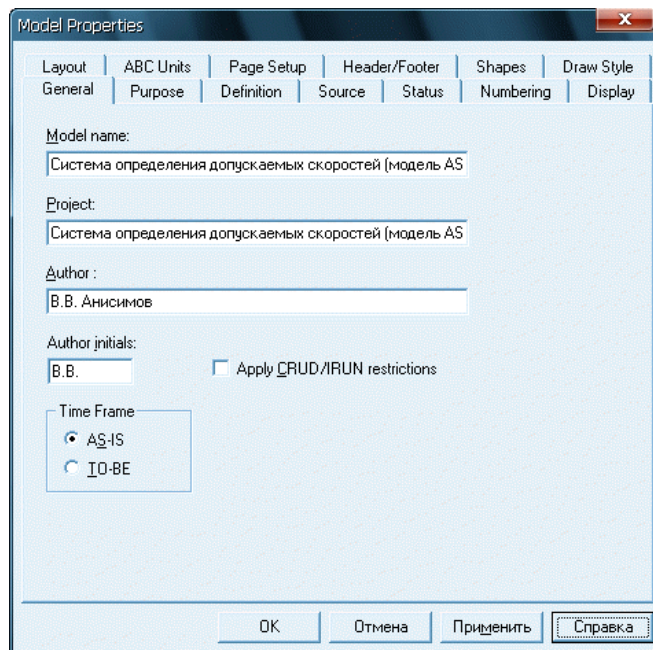 Model Properties
Layout ABC Units Page Setup Header/Footer Shapes Draw Style
General Purpose Definition Source Status Numbering Display
Model name:
Система определения допускаемых скоростей (модель AS
Project:
Система определения допускаемых скоростей (модель AS
Author :
В.В. Анисимов
Author initials:
В.В.
Apply CRUD/IRUN restrictions
Time Frame
AS-IS
TO-BE
OK Отмена Применить Справка